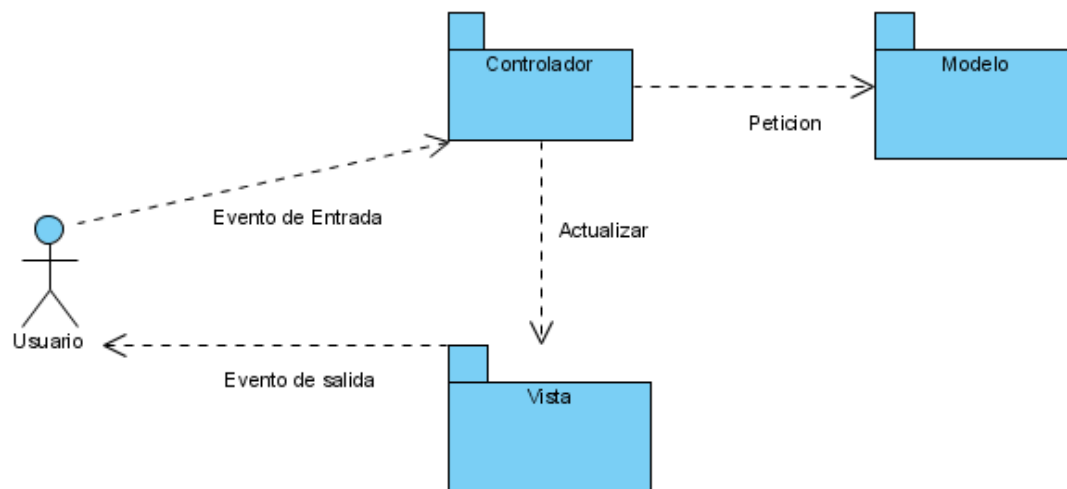 Controlador
Modelo
Peticion
Evento de Entrada
Actualizar
Usuario
Evento de salida
Vista